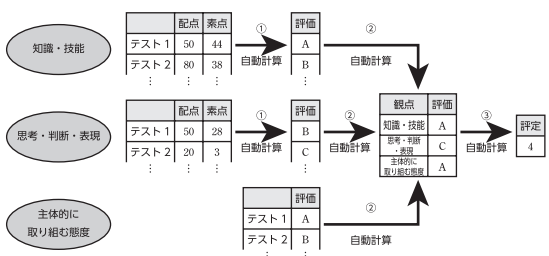 知識・技能
配点 素点
テスト1 50 44
テスト2 80 38
⋮ ⋮ ⋮
①
自動計算
評価
A
B
⋮
②
自動計算
思考・判断・表現
配点 素点
テスト1 50 28
テスト2 20 3
⋮ ⋮ ⋮
①
自動計算
評価
B
C
⋮
②
自動計算
観点 評価
知識・技能 A
思考・判断
・表現 C
主体的に
取り組む態度 A
③
自動計算
評定
4
主体的に
取り組む態度
評価
テスト1 A
テスト2 B
⋮ ⋮
②
自動計算